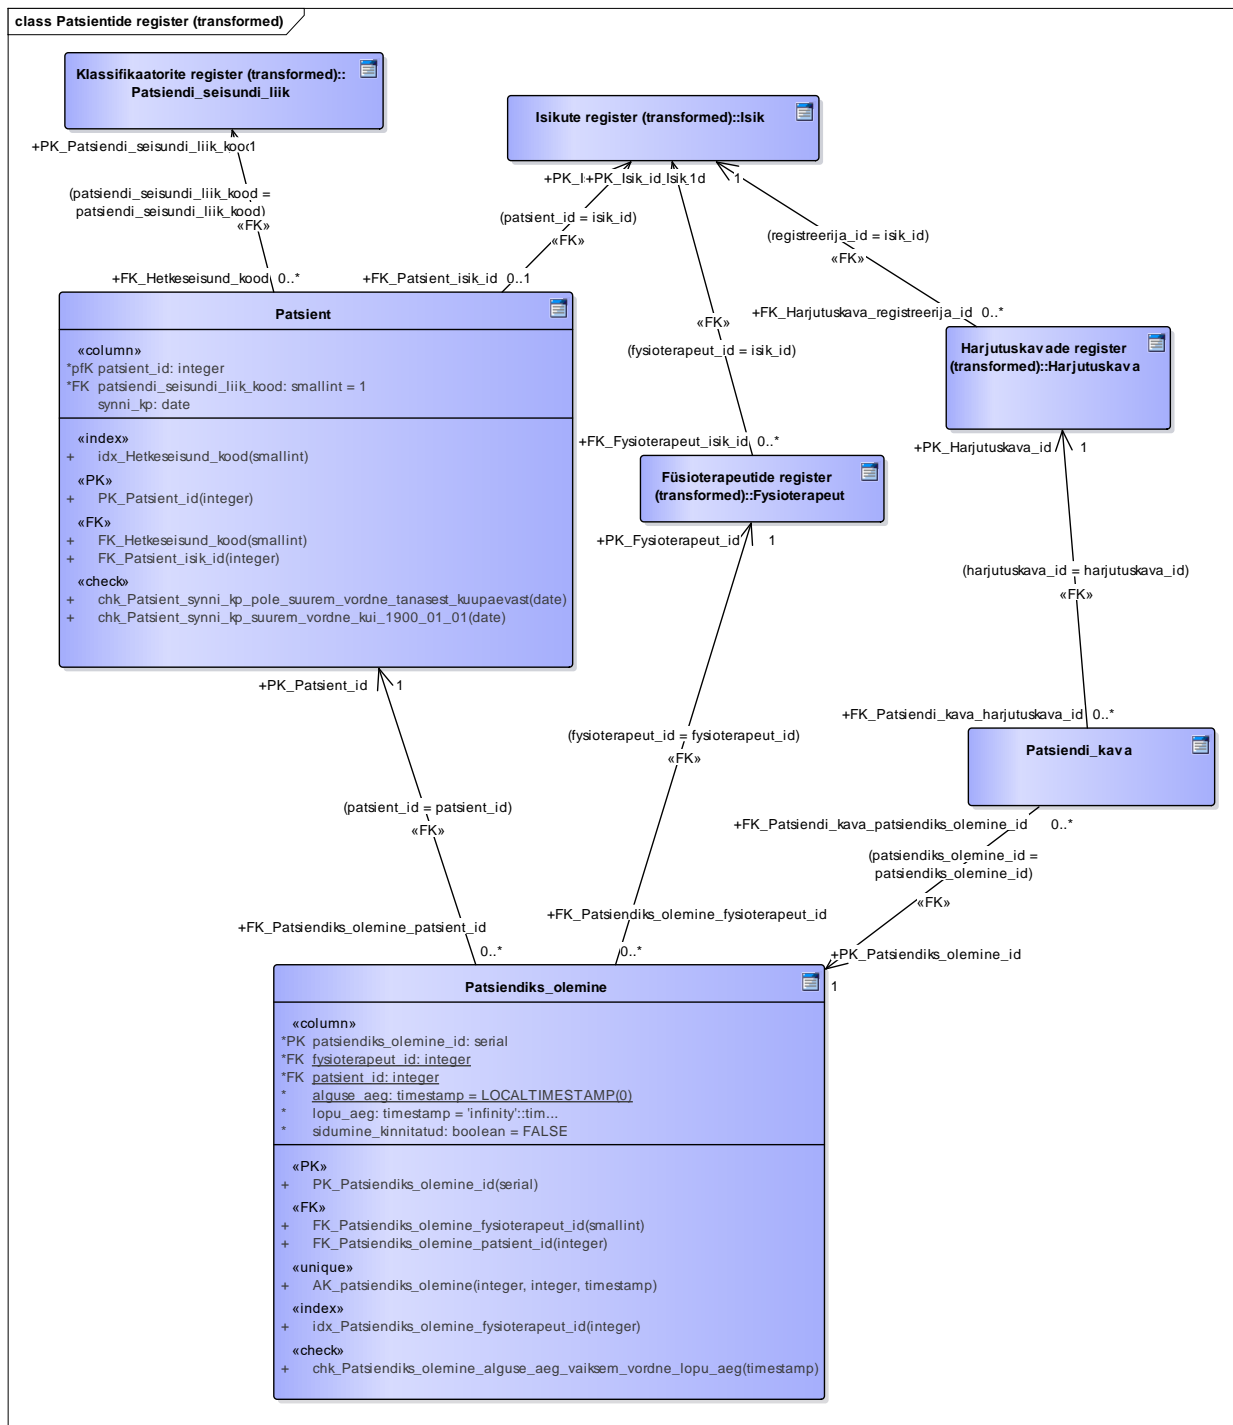 class Patsientide register (transformed)
Klassifikaatorite register (transformed)::
Patsiendi_seisundi_liik
Isikute register (transformed)::Isik
+PK_Patsiendi_seisundi_liik_kood
1
+PK_Isik_id
1
(patsiendi_seisundi_liik_kood =
patsiendi_seisundi_liik_kood)
«FK»
(patsient_id = isik_id)
«FK»
(registreerija_id = isik_id)
«FK»
+FK_Hetkeseisund_kood 0..*
+FK_Patsient_isik_id 0..1
+FK_Harjutuskava_registreerija_id 0..*
«FK»
(fysioterapeut_id = isik_id)
Patsient
«column»
*pfK patsient_id: integer
*FK patsiendi_seisundi_liik_kood: smallint = 1
synni_kp: date
«index»
+ idx_Hetkeseisund_kood(smallint)
«PK»
+ PK_Patsient_id(integer)
«FK»
+ FK_Hetkeseisund_kood(smallint)
+ FK_Patsient_isik_id(integer)
«check»
+ chk_Patsient_synni_kp_pole_suurem_vordne_tanasest_kuupaevast(date)
+ chk_Patsient_synni_kp_suurem_vordne_kui_1900_01_01(date)
Harjutuskavade register
(transformed)::Harjutuskava
+FK_Fysioterapeut_isik_id 0..*
+PK_Harjutuskava_id 1
Füsioterapeutide register
(transformed)::Fysioterapeut
+PK_Fysioterapeut_id 1
(harjutuskava_id = harjutuskava_id)
«FK»
+PK_Patsient_id 1
+FK_Patsiendi_kava_harjutuskava_id 0..*
(fysioterapeut_id = fysioterapeut_id)
«FK»
Patsiendi_kava
(patsient_id = patsient_id)
«FK»
+FK_Patsiendi_kava_patsiendiks_olemine_id 0..*
(patsiendiks_olemine_id =
patsiendiks_olemine_id)
«FK»
+FK_Patsiendiks_olemine_fysioterapeut_id
0..*
+FK_Patsiendiks_olemine_patsient_id
0..*
+PK_Patsiendiks_olemine_id
1
Patsiendiks_olemine
«column»
*PK patsiendiks_olemine_id: serial
*FK fysioterapeut_id: integer
*FK patsient_id: integer
* alguse_aeg: timestamp = LOCALTIMESTAMP(0)
* lopu_aeg: timestamp = 'infinity'::tim...
* sidumine_kinnitatud: boolean = FALSE
«PK»
+ PK_Patsiendiks_olemine_id(serial)
«FK»
+ FK_Patsiendiks_olemine_fysioterapeut_id(smallint)
+ FK_Patsiendiks_olemine_patsient_id(integer)
«unique»
+ AK_patsiendiks_olemine(integer, integer, timestamp)
«index»
+ idx_Patsiendiks_olemine_fysioterapeut_id(integer)
«check»
+ chk_Patsiendiks_olemine_alguse_aeg_vaiksem_vordne_lopu_aeg(timestamp)